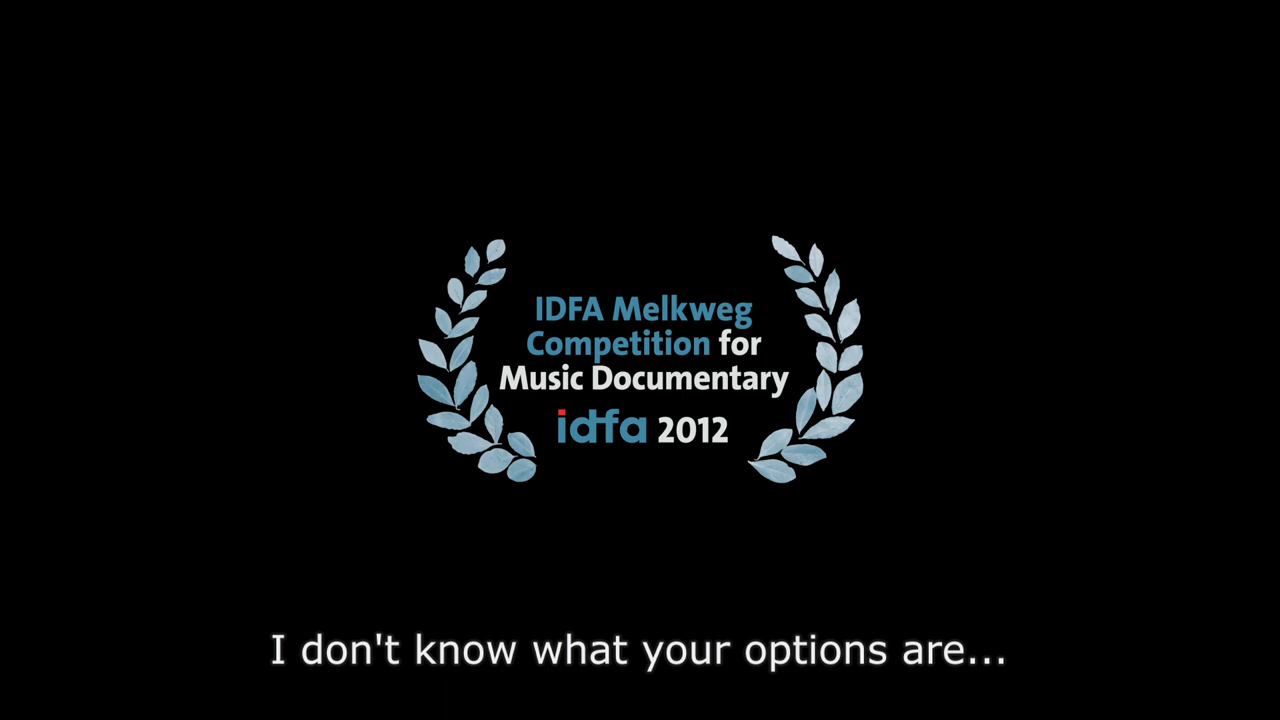 IDFA Melkweg
Competition for
Music Documentary
idfa 2012
I don't know what your options are...